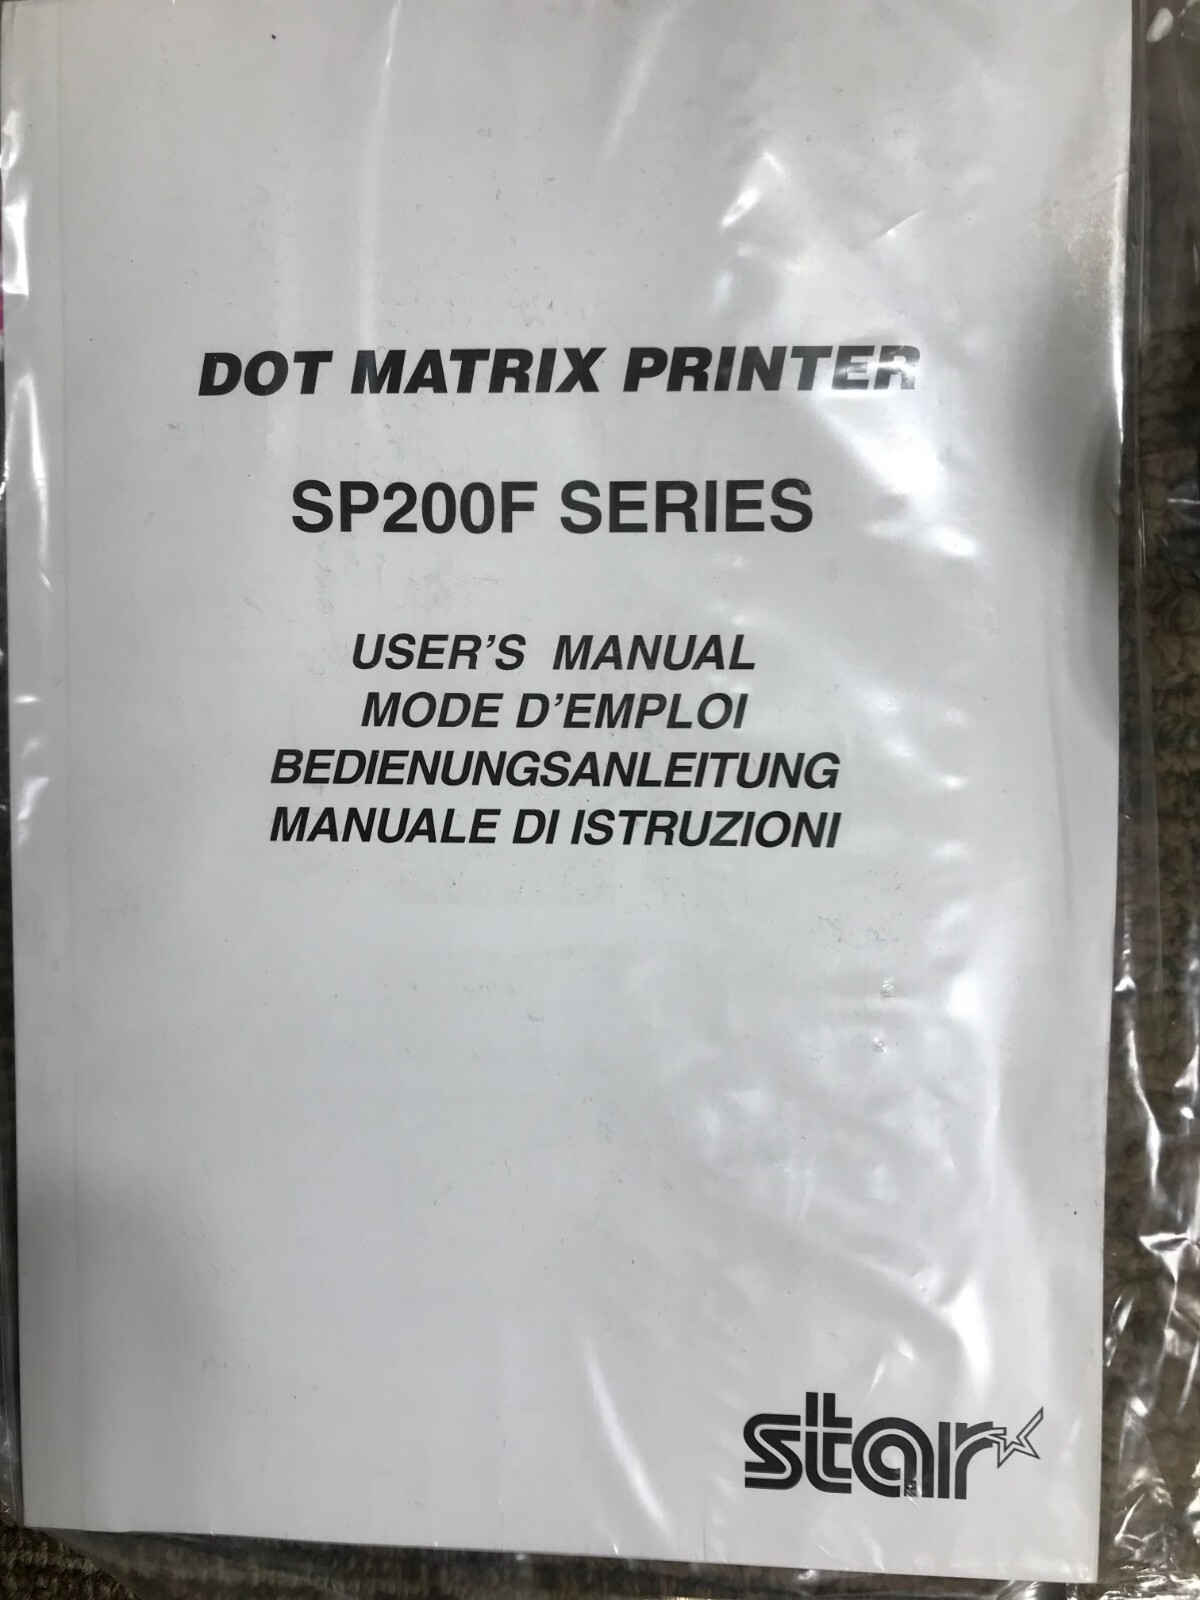 DOT MATRIX PRINTER
SP200F SERIES
USER'S MANUAL
MODE D'EMPLOI
BEDIENUNGSANLEITUNG
MANUALE DI ISTRUZIONI
star